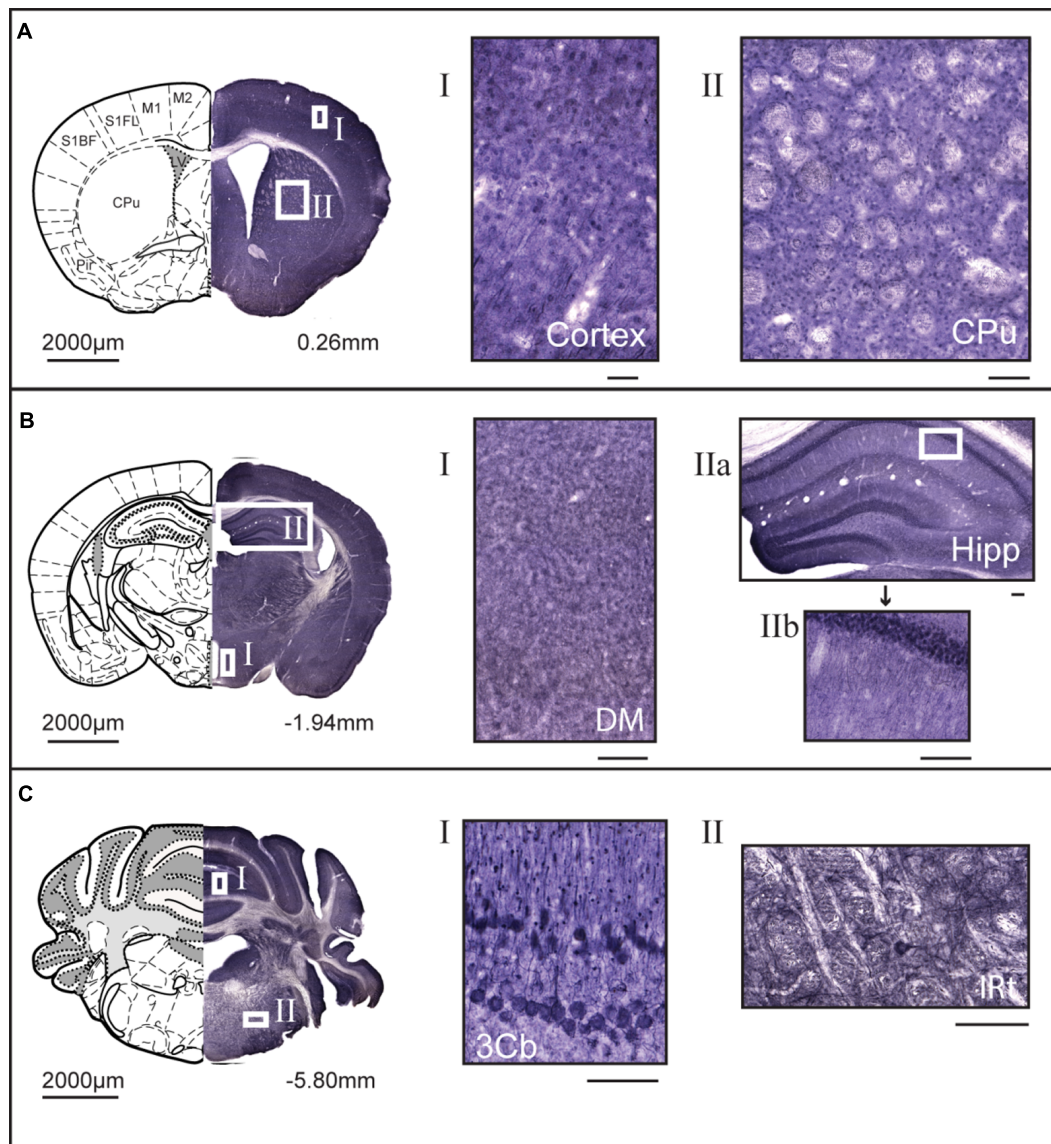 A
M2
M1
S1FL
S1BF
LV
CPu
Pir
I
II
2000µm
0.26mm
I
Cortex
II
CPu
B
II
I
2000µm
-1.94mm
I
DM
IIa
Hipp
IIb
C
I
II
2000µm
-5.80mm
I
3Cb
II
IRt